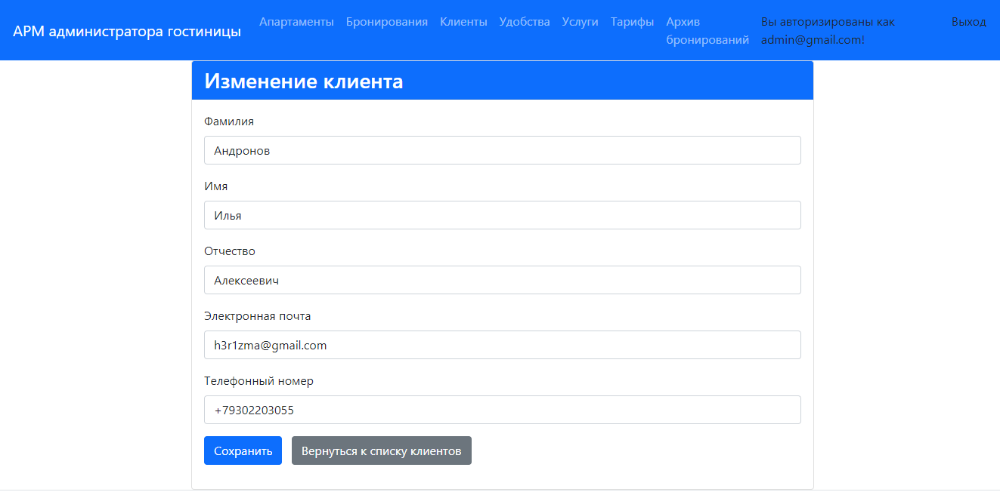 АРМ администратора гостиницы
Апартаменты
Бронирования
Клиенты
Удобства
Услуги
Тарифы
Архив
бронирований
Вы авторизированы как
admin@gmail.com!
Выход
Изменение клиента
Фамилия
Андронов
Имя
Илья
Отчество
Алексеевич
Электронная почта
h3r1zma@gmail.com
Телефонный номер
+79302203055
Сохранить
Вернуться к списку клиентов